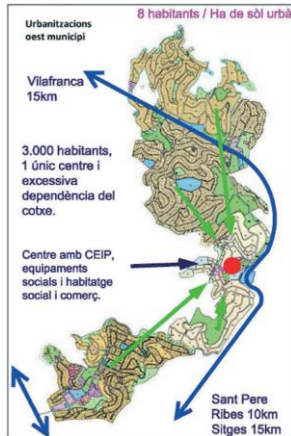 8 habitants / Ha de sòl urbà
Urbanitzacions
oest municipi
Vilafranca
15km
3.000 habitants,
1 únic centre i
excessiva
dependència del
cotxe.
Centre amb CEIP,
equipaments
socials i habitatge
social i comerç.
Sant Pere
Ribes 10km
Sitges 15km